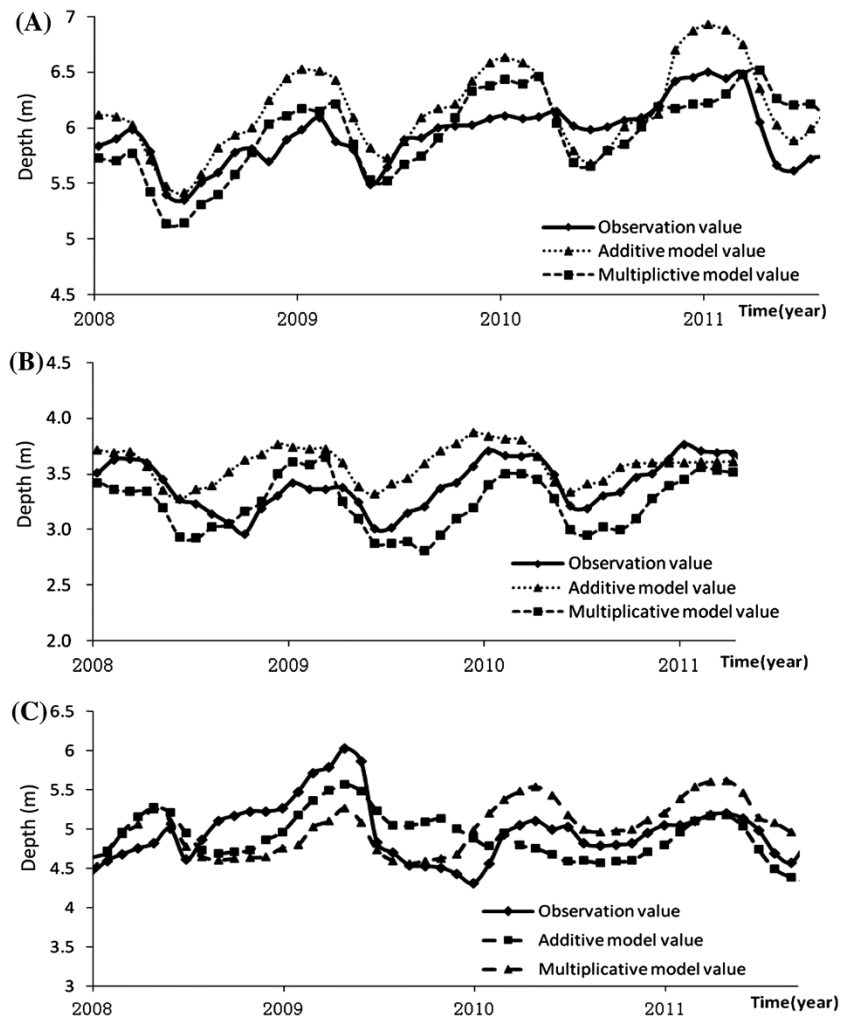 (A)
7
6.5
6
5.5
5
4.5
Depth (m)
Observation value
Additive model value
Multiplictive model value
2008
2009
2010
2011
Time(year)
(B)
4.5
4.0
3.5
3.0
2.5
2.0
Depth (m)
Observation value
Additive model value
Multiplicative model value
2008
2009
2010
2011
Time(year)
(C)
6.5
6
5.5
5
4.5
4
3.5
3
Depth (m)
Observation value
Additive model value
Multiplicative model value
2008
2009
2010
2011
Time(year)